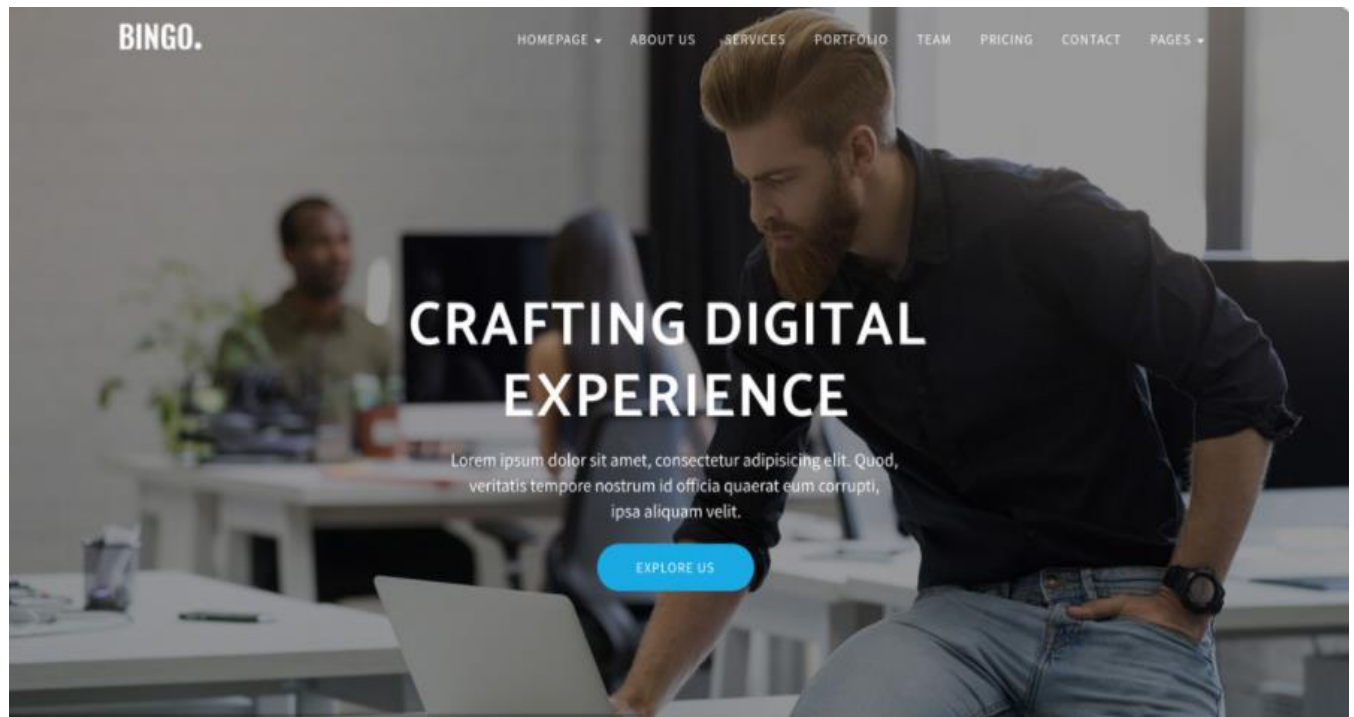 BINGO.
HOMEPAGE ABOUT US SERVICES PORTFOLIO TEAM PRICING CONTACT PAGES
CRAFTING DIGITAL
EXPERIENCE
Lorem ipsum dolor sit amet, consectetur adipisicing elit. Quod,
veritatis tempore nostrum id officia quaerat eum corrupti,
ipsa aliquam velit.
EXPLORE US